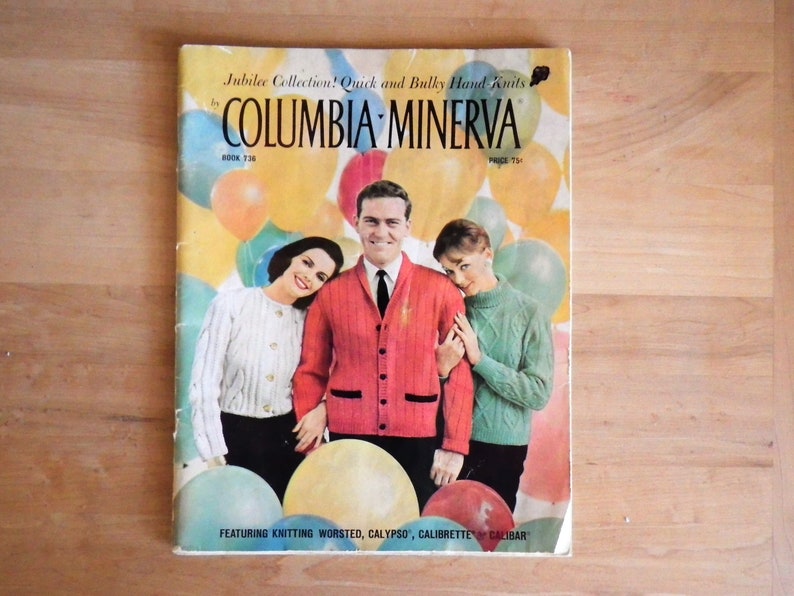 Jubilee Collection! Quick and Bulky Hand-Knits
by COLUMBIA MINERVA®
BOOK 736 PRICE 75¢
FEATURING KNITTING WORSTED, CALYPSO®, CALIBRETTE® & CALIBAR®